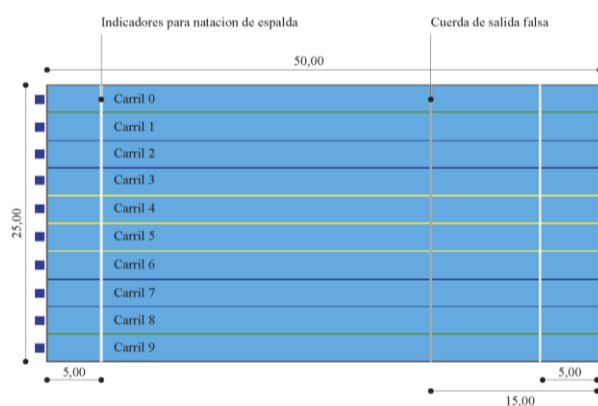 Indicadores para natacion de espalda
Cuerda de salida falsa
50,00
Carril 0
Carril 1
Carril 2
Carril 3
Carril 4
Carril 5
Carril 6
Carril 7
Carril 8
Carril 9
25,00
5,00
5,00
15.00